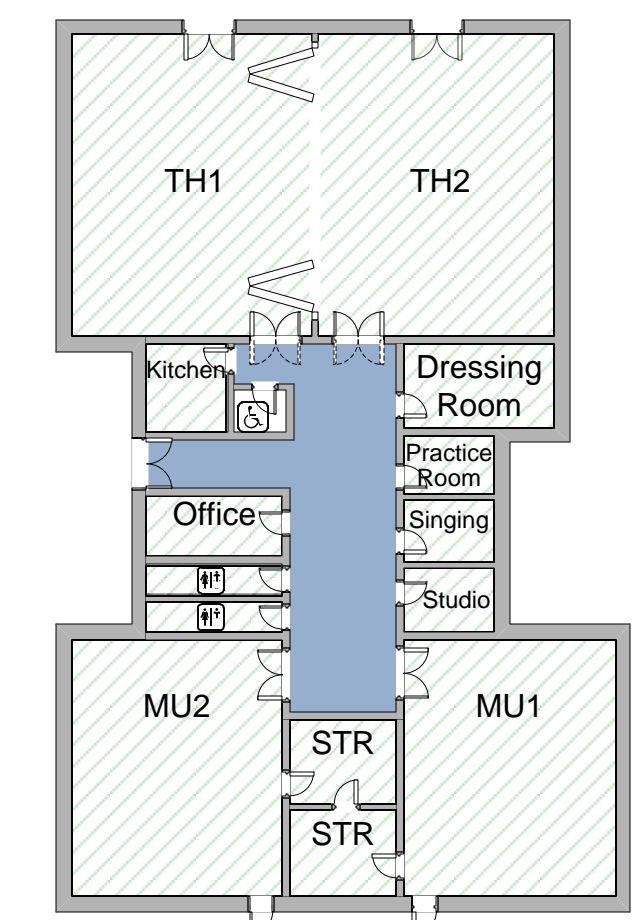 TH1
TH2
Kitchen
Dressing
Room
Practice
Room
Office
Singing
Studio
MU2
MU1
STR
STR